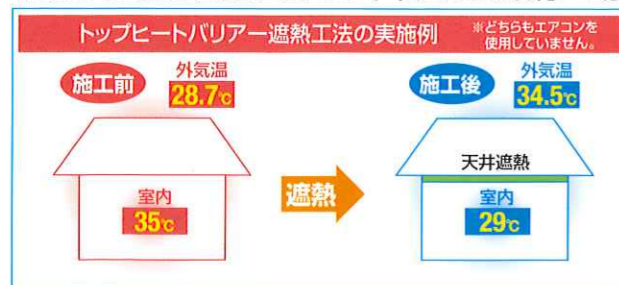 トップヒートバリアー遮熱工法の実施例
※どちらもエアコンを
使用していません。
施工前
外気温
28.7℃
施工後
外気温
34.5℃
遮熱
天井遮熱
室内
35℃
室内
29℃